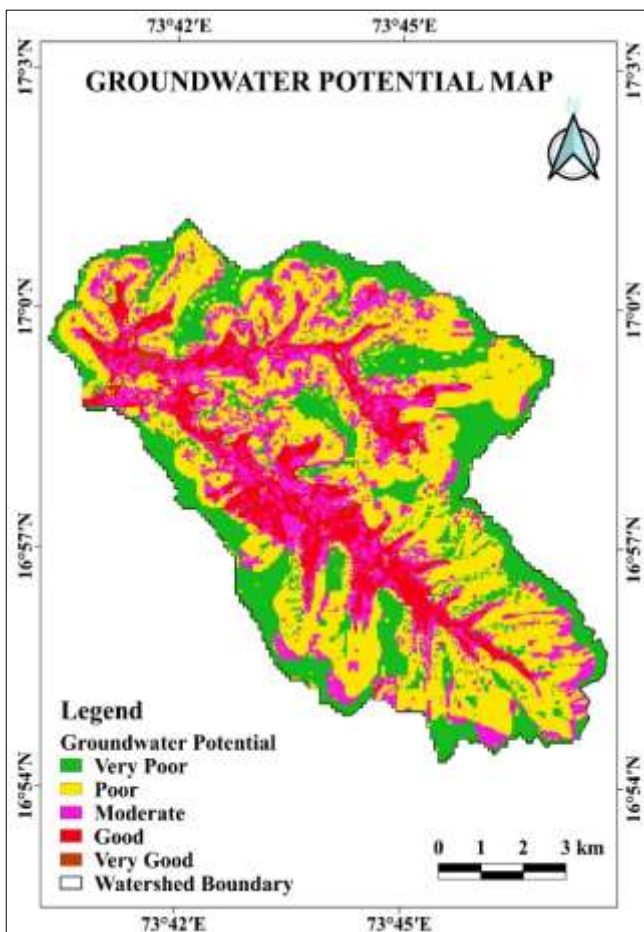 73°42'E 73°45'E
17°3'N 17°3'N
GROUNDWATER POTENTIAL MAP
N
17°0'N 17°0'N
16°57'N 16°57'N
16°54'N 16°54'N
Legend
Groundwater Potential
Very Poor
Poor
Moderate
Good
Very Good
Watershed Boundary
0 1 2 3 km
73°42'E 73°45'E